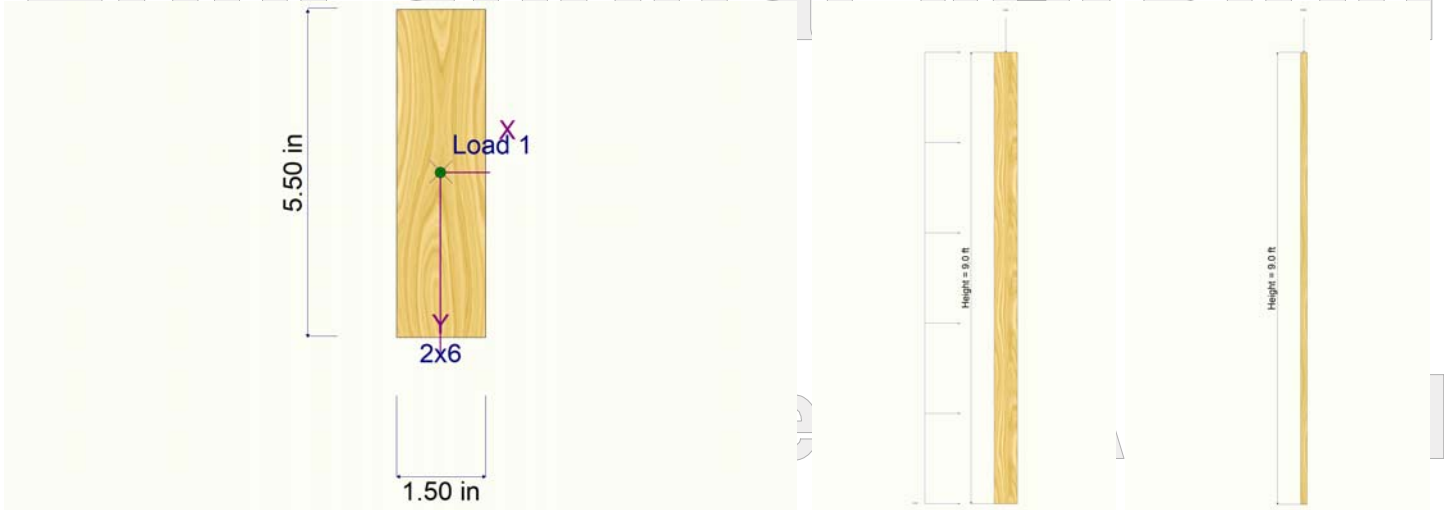 5.50 in
X
Load 1
Y
2x6
1.50 in
Height = 9.0 ft
Height = 9.0 ft